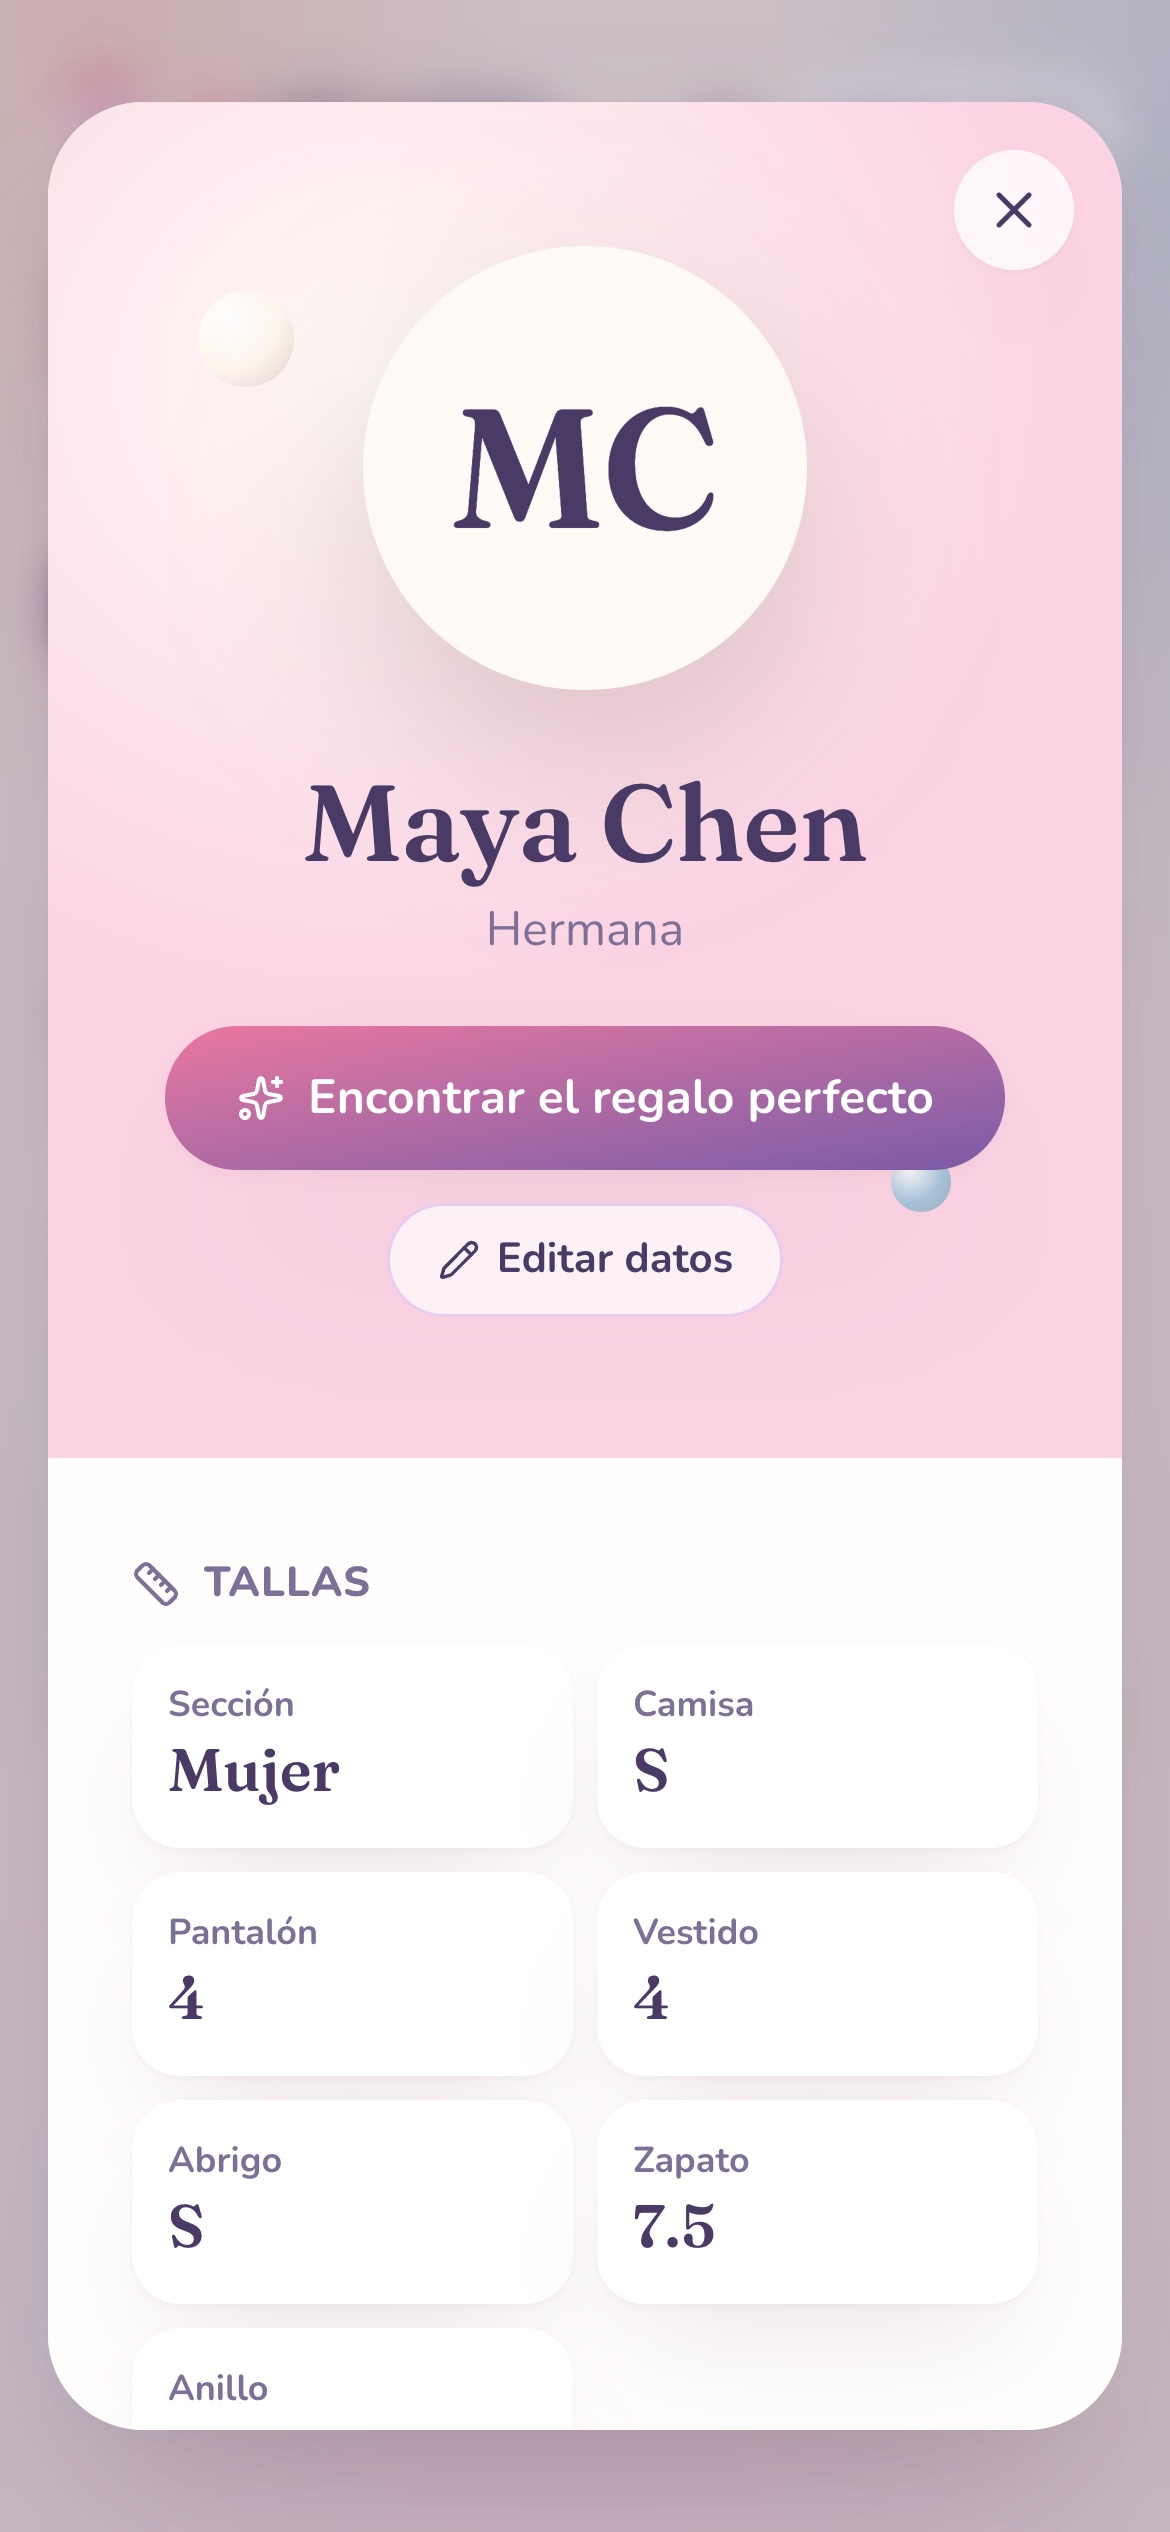 MC
Maya Chen
Hermana
Encontrar el regalo perfecto
Editar datos
TALLAS
Sección
Mujer
Camisa
S
Pantalón
4
Vestido
4
Abrigo
S
Zapato
7.5
Anillo